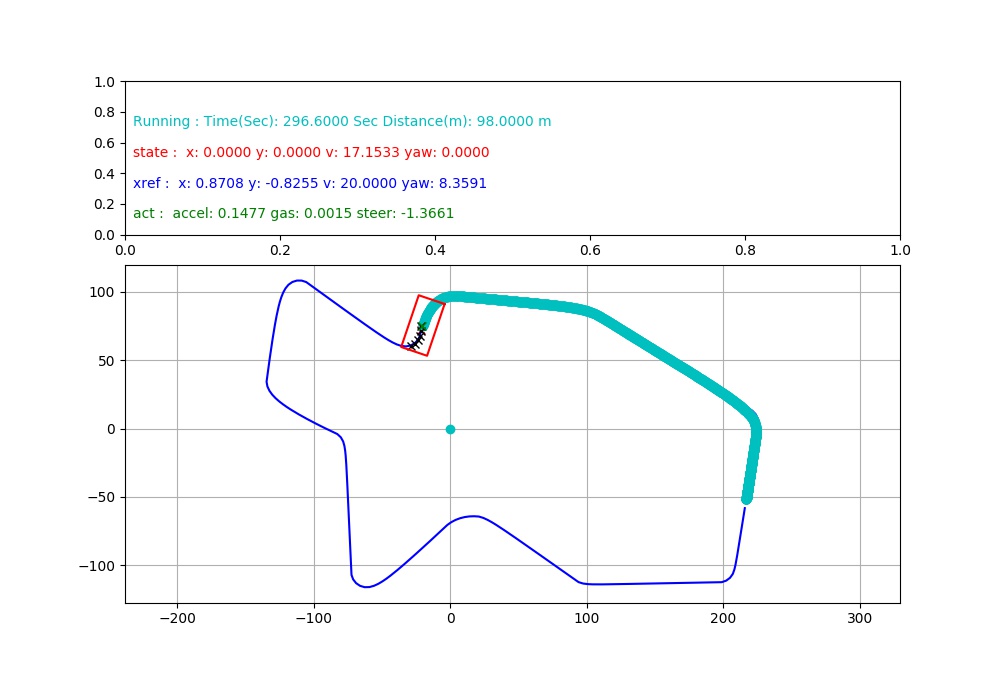 1.0
0.8
0.6
0.4
0.2
0.0
Running : Time(Sec): 296.6000 Sec Distance(m): 98.0000 m
state :  x: 0.0000 y: 0.0000 v: 17.1533 yaw: 0.0000
xref :  x: 0.8708 y: -0.8255 v: 20.0000 yaw: 8.3591
act :  accel: 0.1477 gas: 0.0015 steer: -1.3661
0.0 0.2 0.4 0.6 0.8 1.0
100
50
0
−50
−100
−200 −100 0 100 200 300